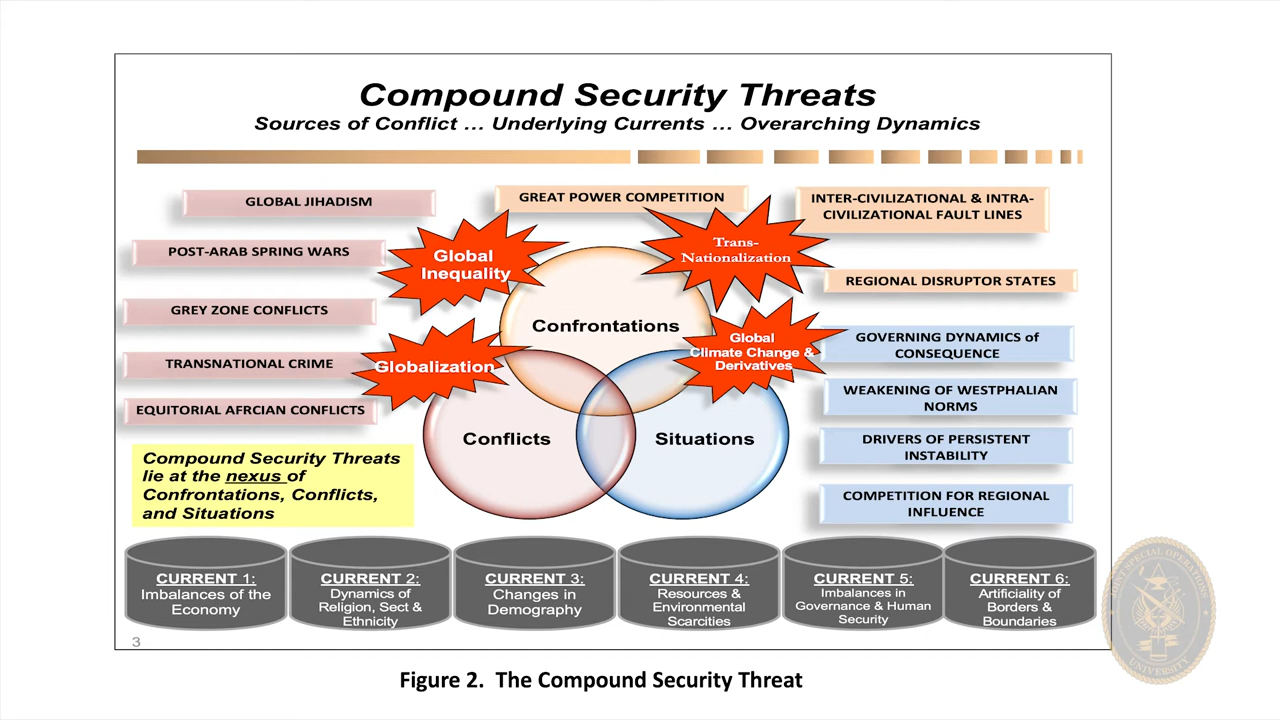 Compound Security Threats
Sources of Conflict … Underlying Currents … Overarching Dynamics
GLOBAL JIHADISM
GREAT POWER COMPETITION
INTER-CIVILIZATIONAL & INTRA-
CIVILIZATIONAL FAULT LINES
POST-ARAB SPRING WARS
Global
Inequality
Trans-
Nationalization
REGIONAL DISRUPTOR STATES
GREY ZONE CONFLICTS
Confrontations
Global
Climate Change &
Derivatives
GOVERNING DYNAMICS of
CONSEQUENCE
TRANSNATIONAL CRIME
Globalization
WEAKENING OF WESTPHALIAN
NORMS
EQUITORIAL AFRCIAN CONFLICTS
Conflicts
Situations
DRIVERS OF PERSISTENT
INSTABILITY
Compound Security Threats
lie at the nexus of
Confrontations, Conflicts,
and Situations
COMPETITION FOR REGIONAL
INFLUENCE
CURRENT 1:
Imbalances of the
Economy
CURRENT 2:
Dynamics of
Religion, Sect &
Ethnicity
CURRENT 3:
Changes in
Demography
CURRENT 4:
Resources &
Environmental
Scarcities
CURRENT 5:
Imbalances in
Governance & Human
Security
CURRENT 6:
Artificiality of
Borders &
Boundaries
3
JOINT SPECIAL OPERATIONS
UNIVERSITY
Figure 2. The Compound Security Threat